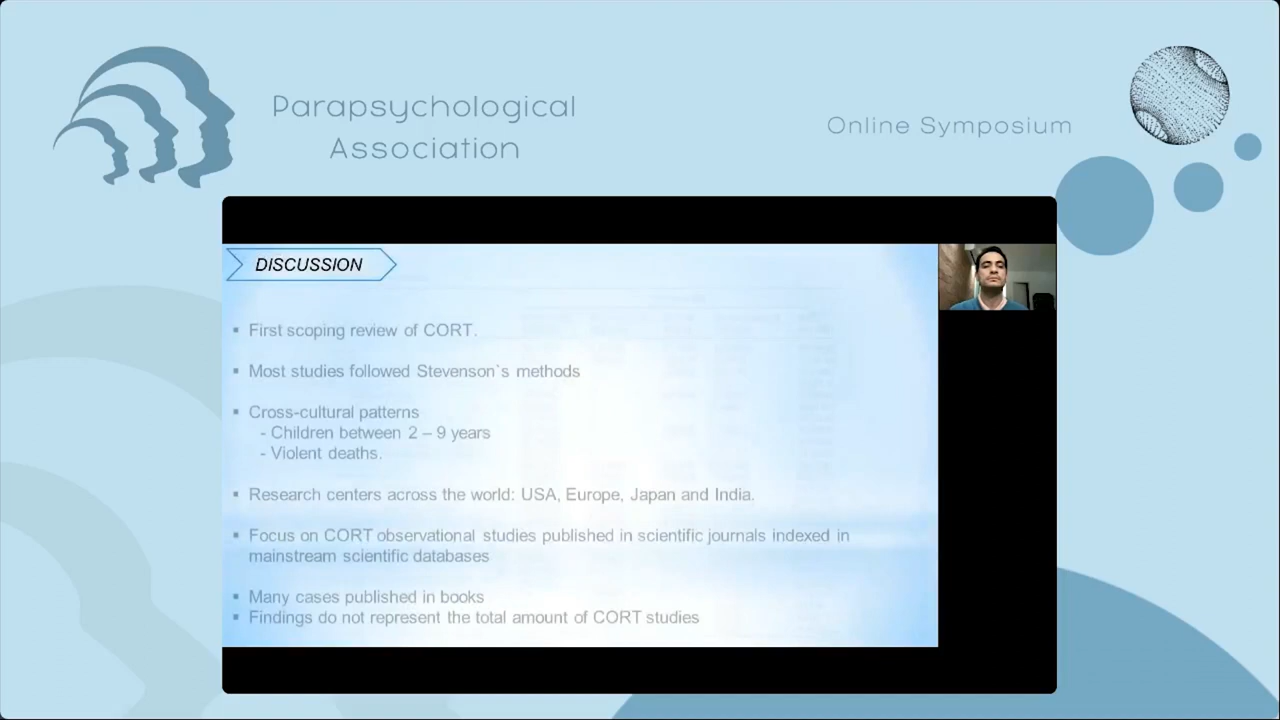 Parapsychological
Association
Online Symposium
DISCUSSION
▪ First scoping review of CORT.
▪ Most studies followed Stevenson`s methods
▪ Cross-cultural patterns
- Children between 2 – 9 years
- Violent deaths.
▪ Research centers across the world: USA, Europe, Japan and India.
▪ Focus on CORT observational studies published in scientific journals indexed in
mainstream scientific databases
▪ Many cases published in books
▪ Findings do not represent the total amount of CORT studies